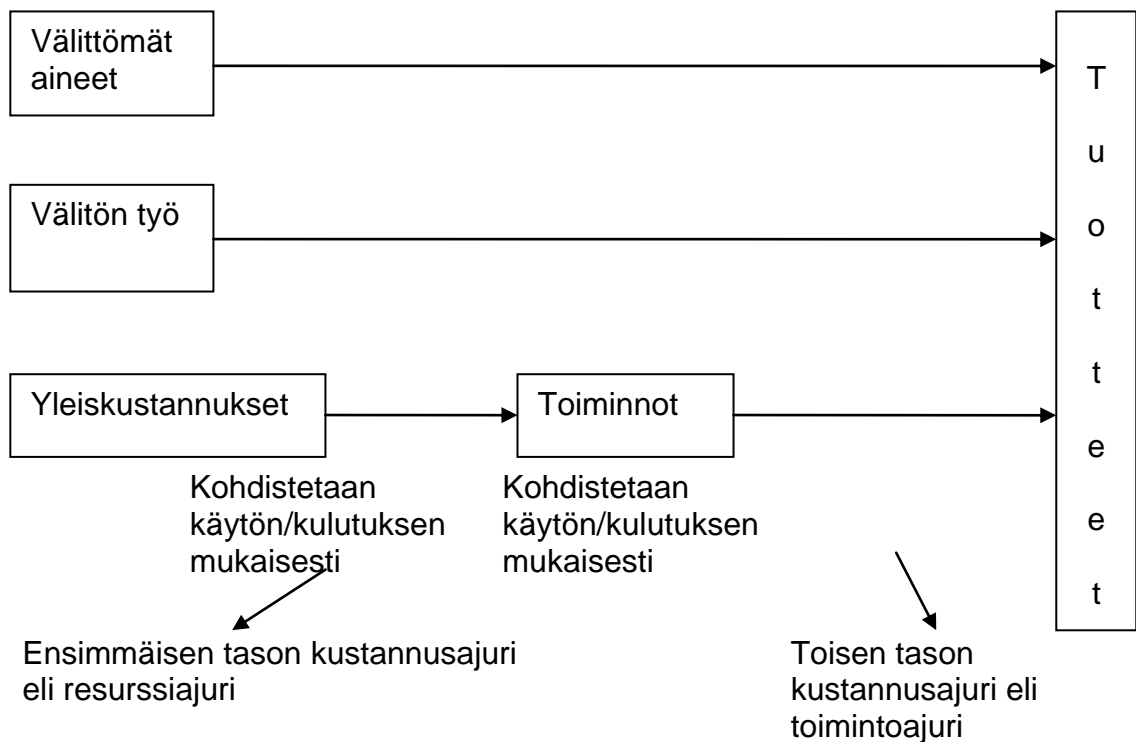 Välittömät
aineet
Välitön työ
Yleiskustannukset
Toiminnot
T
u
o
t
t
e
e
t
Kohdistetaan
käytön/kulutuksen
mukaisesti
Kohdistetaan
käytön/kulutuksen
mukaisesti
Ensimmäisen tason kustannusajuri
eli resurssiajuri
Toisen tason
kustannusajuri eli
toimintoajuri